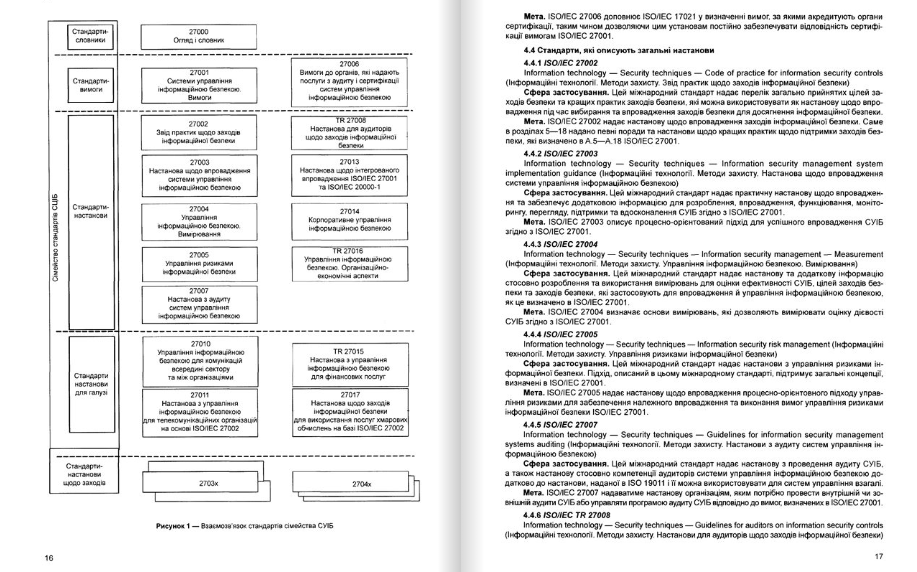 Стандарти-
словники
27000
Огляд і словник
Стандарти-
вимоги
27001
Системи управління
інформаційною безпекою.
Вимоги
27006
Вимоги до органів, які надають
послуги з аудиту і сертифікації
систем управління
інформаційною безпекою
Сімейство стандартів СУІБ
Стандарти-
настанови
27002
Звід практик щодо заходів
інформаційної безпеки
TR 27008
Настанова для аудиторів
щодо заходів інформаційної
безпеки
27003
Настанова щодо впровадження
системи управління
інформаційною безпекою
27013
Настанова щодо інтегрованого
впровадження ISO/IEC 27001
та ISO/IEC 20000-1
27004
Управління
інформаційною безпекою.
Вимірювання
27014
Корпоративне управління
інформаційною безпекою
27005
Управління ризиками
інформаційної безпеки
TR 27016
Управління інформаційною
безпекою. Організаційно-
економічні аспекти
27007
Настанова з аудиту
систем управління
інформаційною безпекою
Стандарти
настанови
для галузі
27010
Управління інформаційною
безпекою для комунікацій
всередині сектору
та між організаціями
TR 27015
Настанова з управління
інформаційною безпекою
для фінансових послуг
27011
Настанова з управління
інформаційною безпекою
для телекомунікаційних організацій
на основі ISO/IEC 27002
27017
Настанова щодо заходів
інформаційної безпеки
для використання послуг хмарових
обчислень на базі ISO/IEC 27002
Стандарти-
настанови
щодо заходів
2703x
2704x
Рисунок 1 — Взаємозв'язок стандартів сімейства СУІБ
16
Мета. ISO/IEC 27006 доповнює ISO/IEC 17021 у визначенні вимог, за якими акредитують органи
сертифікації, таким чином дозволяючи цим установам постійно забезпечувати відповідність сертифі-
кації вимогам ISO/IEC 27001.
4.4 Стандарти, які описують загальні настанови
4.4.1 ISO/IEC 27002
Information technology — Security techniques — Code of practice for information security controls
(Інформаційні технології. Методи захисту. Звід практик щодо заходів інформаційної безпеки)
Сфера застосування. Цей міжнародний стандарт надає перелік загально прийнятих цілей за-
ходів безпеки та кращих практик заходів безпеки, які можна використовувати як настанову щодо впро-
вадження під час вибирання та впровадження заходів безпеки для досягнення інформаційної безпеки.
Мета. ISO/IEC 27002 надає настанову щодо впровадження заходів інформаційної безпеки. Саме
в розділах 5—18 надано певні поради та настанови щодо кращих практик щодо підтримки заходів без-
пеки, які визначено в А.5—А.18 ISO/IEC 27001.
4.4.2 ISO/IEC 27003
Information technology — Security techniques — Information security management system
implementation guidance (Інформаційні технології. Методи захисту. Настанова щодо впровадження
системи управління інформаційною безпекою)
Сфера застосування. Цей міжнародний стандарт надає практичну настанову щодо впроваджен-
ня та забезпечує додатковою інформацією для розроблення, впровадження, функціювання, моніто-
рингу, перегляду, підтримки та вдосконалення СУІБ згідно з ISO/IEC 27001.
Мета. ISO/IEC 27003 описує процесно-орієнтований підхід для успішного впровадження СУІБ
згідно з ISO/IEC 27001.
4.4.3 ISO/IEC 27004
Information technology — Security techniques — Information security management — Measurement
(Інформаційні технології. Методи захисту. Управління інформаційною безпекою. Вимірювання)
Сфера застосування. Цей міжнародний стандарт надає настанову та додаткову інформацію
стосовно розроблення та використання вимірювань для оцінки ефективності СУІБ, цілей заходів без-
пеки та заходів безпеки, які застосовують для впровадження й управління інформаційною безпекою,
як це визначено в ISO/IEC 27001.
Мета. ISO/IEC 27004 визначає основи вимірювань, які дозволяють вимірювати оцінку дієвості
СУІБ згідно з ISO/IEC 27001.
4.4.4 ISO/IEC 27005
Information technology — Security techniques — Information security risk management (Інформаційні
технології. Методи захисту. Управління ризиками інформаційної безпеки)
Сфера застосування. Цей міжнародний стандарт надає настанови з управління ризиками ін-
формаційної безпеки. Підхід, описаний в цьому міжнародному стандарті, підтримує загальні концепції,
визначені в ISO/IEC 27001.
Мета. ISO/IEC 27005 надає настанову щодо впровадження процесно-орієнтовного підходу управ-
ління ризиками для забезпечення належного впровадження та виконання вимог управління ризиками
інформаційної безпеки ISO/IEC 27001.
4.4.5 ISO/IEC 27007
Information technology — Security techniques — Guidelines for information security management
systems auditing (Інформаційні технології. Методи захисту. Настанови з аудиту систем управління ін-
формаційною безпекою)
Сфера застосування. Цей міжнародний стандарт надає настанову з проведення аудиту СУІБ,
а також настанову стосовно компетенції аудиторів системи управління інформаційною безпекою до-
датково до настанови, наданої в ISO 19011 і її можна використовувати для систем управління взагалі.
Мета. ISO/IEC 27007 надаватиме настанову організаціям, яким потрібно провести внутрішній чи зо-
внішній аудити СУІБ або управляти програмою аудиту СУІБ відповідно до вимог, визначених в ISO/IEC 27001.
4.4.6 ISO/IEC TR 27008
Information technology — Security techniques — Guidelines for auditors on information security controls
(Інформаційні технології. Методи захисту. Настанови для аудиторів щодо заходів інформаційної безпеки)
17